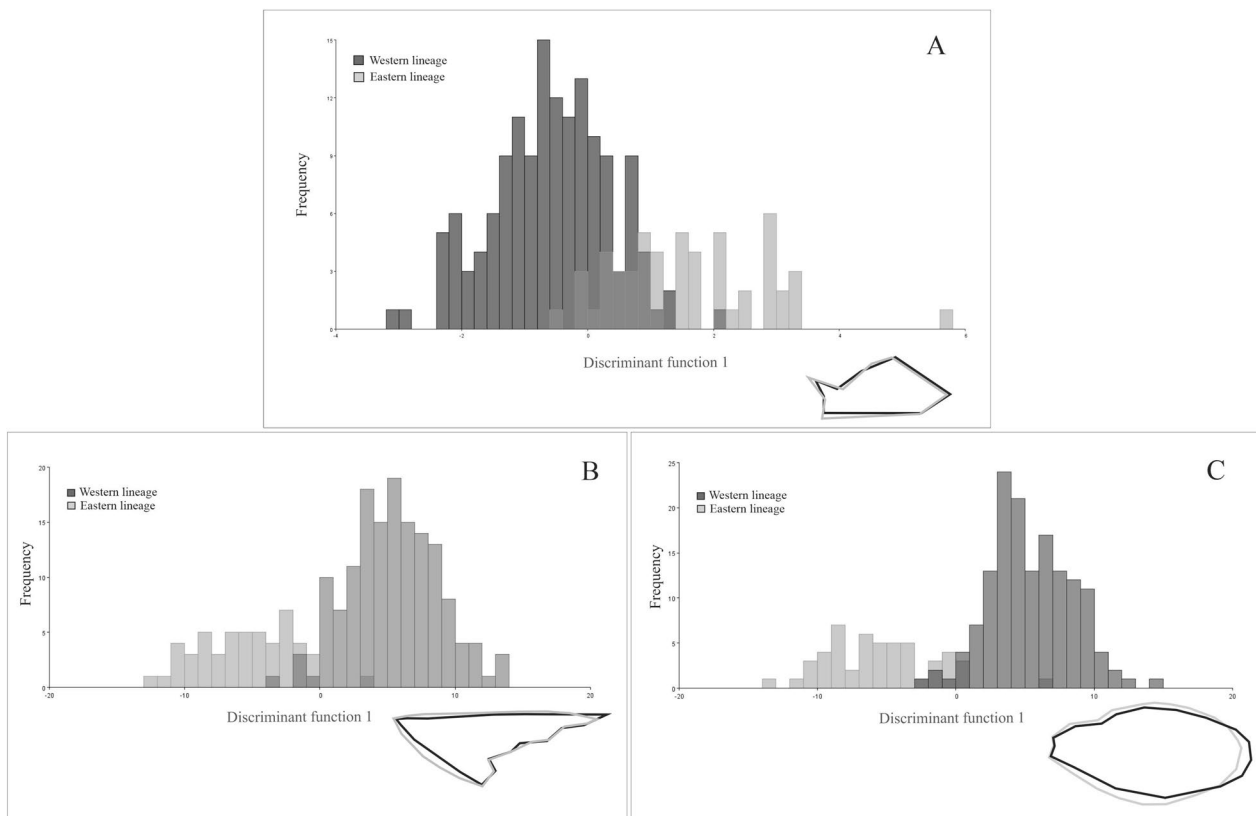 A
Western lineage
Eastern lineage
Frequency
15
12
9
6
3
0
-4
-2
0
2
4
6
Discriminant function 1
B
Western lineage
Eastern lineage
Frequency
20
15
10
5
0
-20
-10
0
10
20
Discriminant function 1
C
Western lineage
Eastern lineage
Frequency
25
20
15
10
5
0
-20
-10
0
10
20
Discriminant function 1